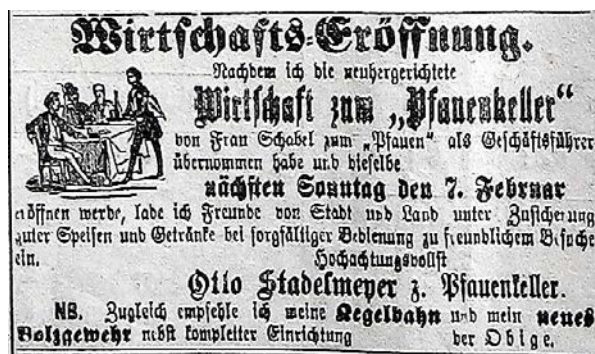 Wirtschafts-Eröffnung.
Nachdem ich die neuhergerichtete
Wirtschaft zum „Pfauenkeller“
von Frau Schabel zum „Pfauen“ als Geschäftsführer
übernommen habe und dieselbe
nächsten Sonntag den 7. Februar
eröffnen werde, lade ich Freunde von Stadt und Land unter Zusicherung
guter Speisen und Getränke bei sorgfältiger Bedienung zu freundlichem Besuche
ein. Hochachtungsvollst
Otto Stadelmeyer z. Pfauenkeller.
NB. Zugleich empfehle ich meine Kegelbahn und mein neues
Bolzgewehr nebst kompletter Einrichtung der Obige.